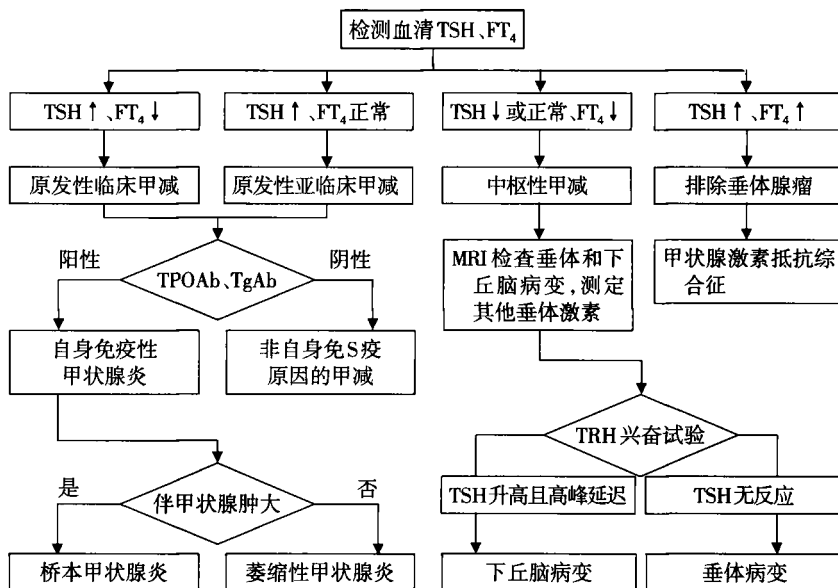 检测血清TSH、FT₄
TSH↑、FT₄↓
TSH↑、FT₄正常
TSH↓或正常、FT₄↓
TSH↑、FT₄↑
原发性临床甲减
原发性亚临床甲减
中枢性甲减
排除垂体腺瘤
阳性
TPOAb、TgAb
阴性
MRI检查垂体和下
丘脑病变,测定
其他垂体激素
甲状腺激素抵抗综
合征
自身免疫性
甲状腺炎
非自身免S疫
原因的甲减
TRH兴奋试验
是
伴甲状腺肿大
否
TSH升高且高峰延迟
TSH无反应
桥本甲状腺炎
萎缩性甲状腺炎
下丘脑病变
垂体病变